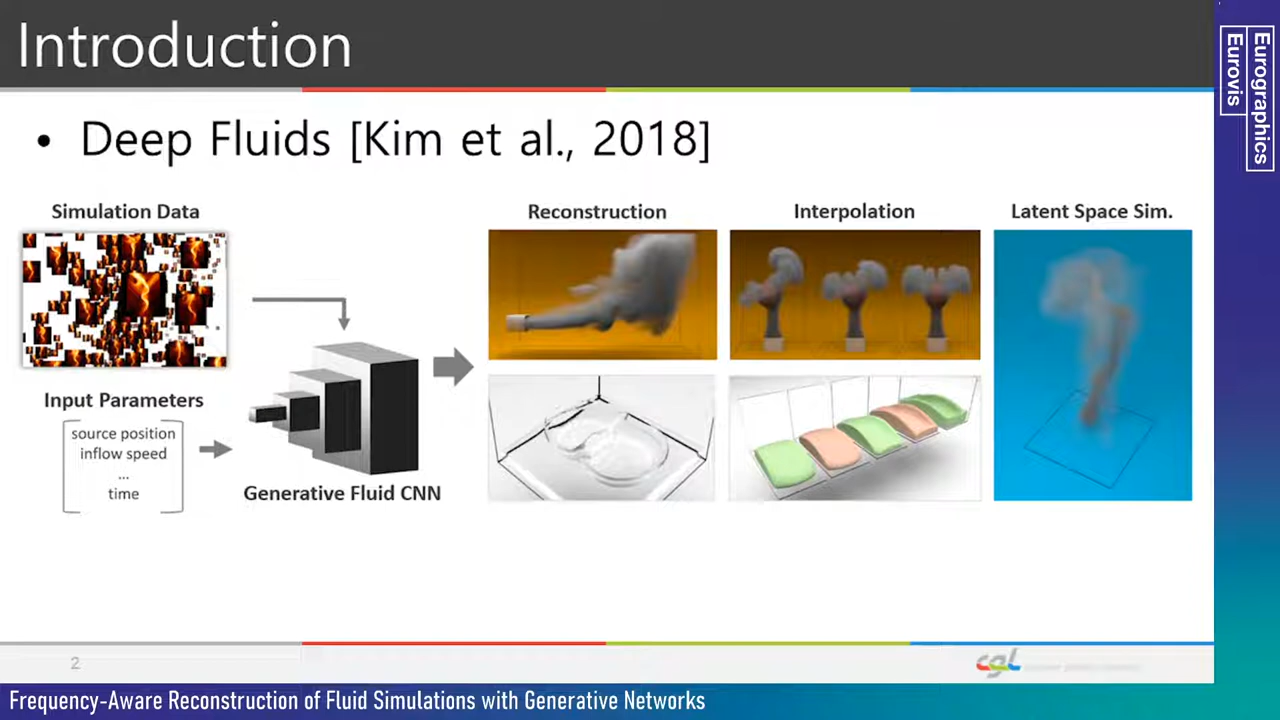 Introduction
Eurographics
Eurovis
• Deep Fluids [Kim et al., 2018]
Simulation Data
Input Parameters
source position
inflow speed
...
time
Generative Fluid CNN
Reconstruction
Interpolation
Latent Space Sim.
2
cgl
Frequency-Aware Reconstruction of Fluid Simulations with Generative Networks